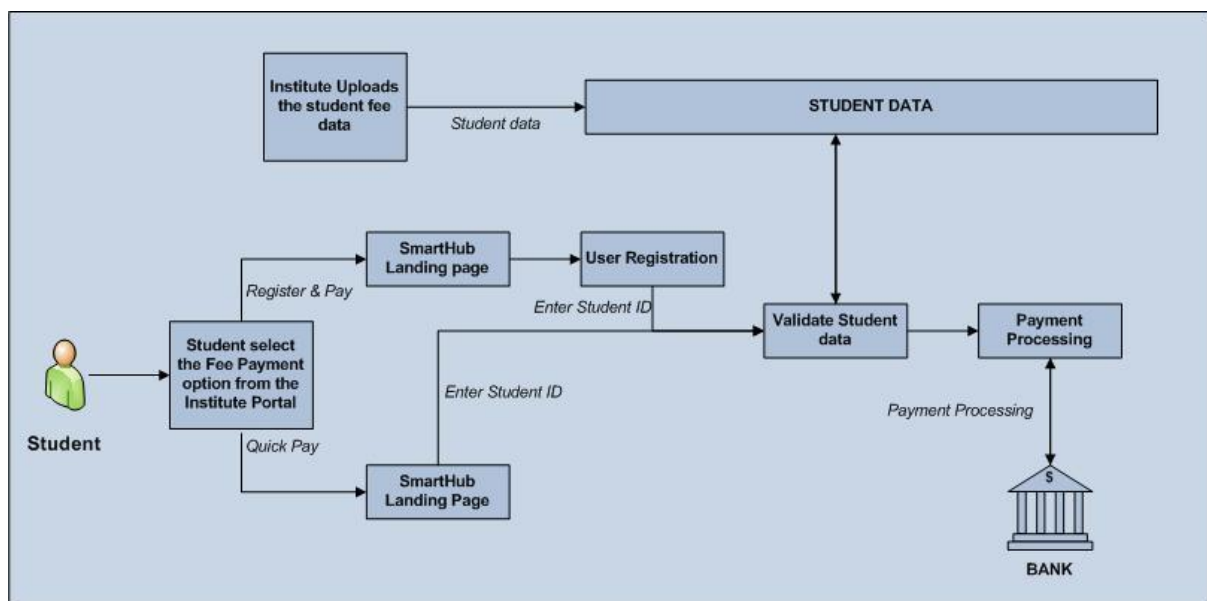 Institute Uploads
the student fee
data
Student data
STUDENT DATA
SmartHub
Landing page
User Registration
Register & Pay
Enter Student ID
Student select
the Fee Payment
option from the
Institute Portal
Validate Student
data
Payment
Processing
Student
Enter Student ID
Quick Pay
SmartHub
Landing Page
Payment Processing
$
BANK